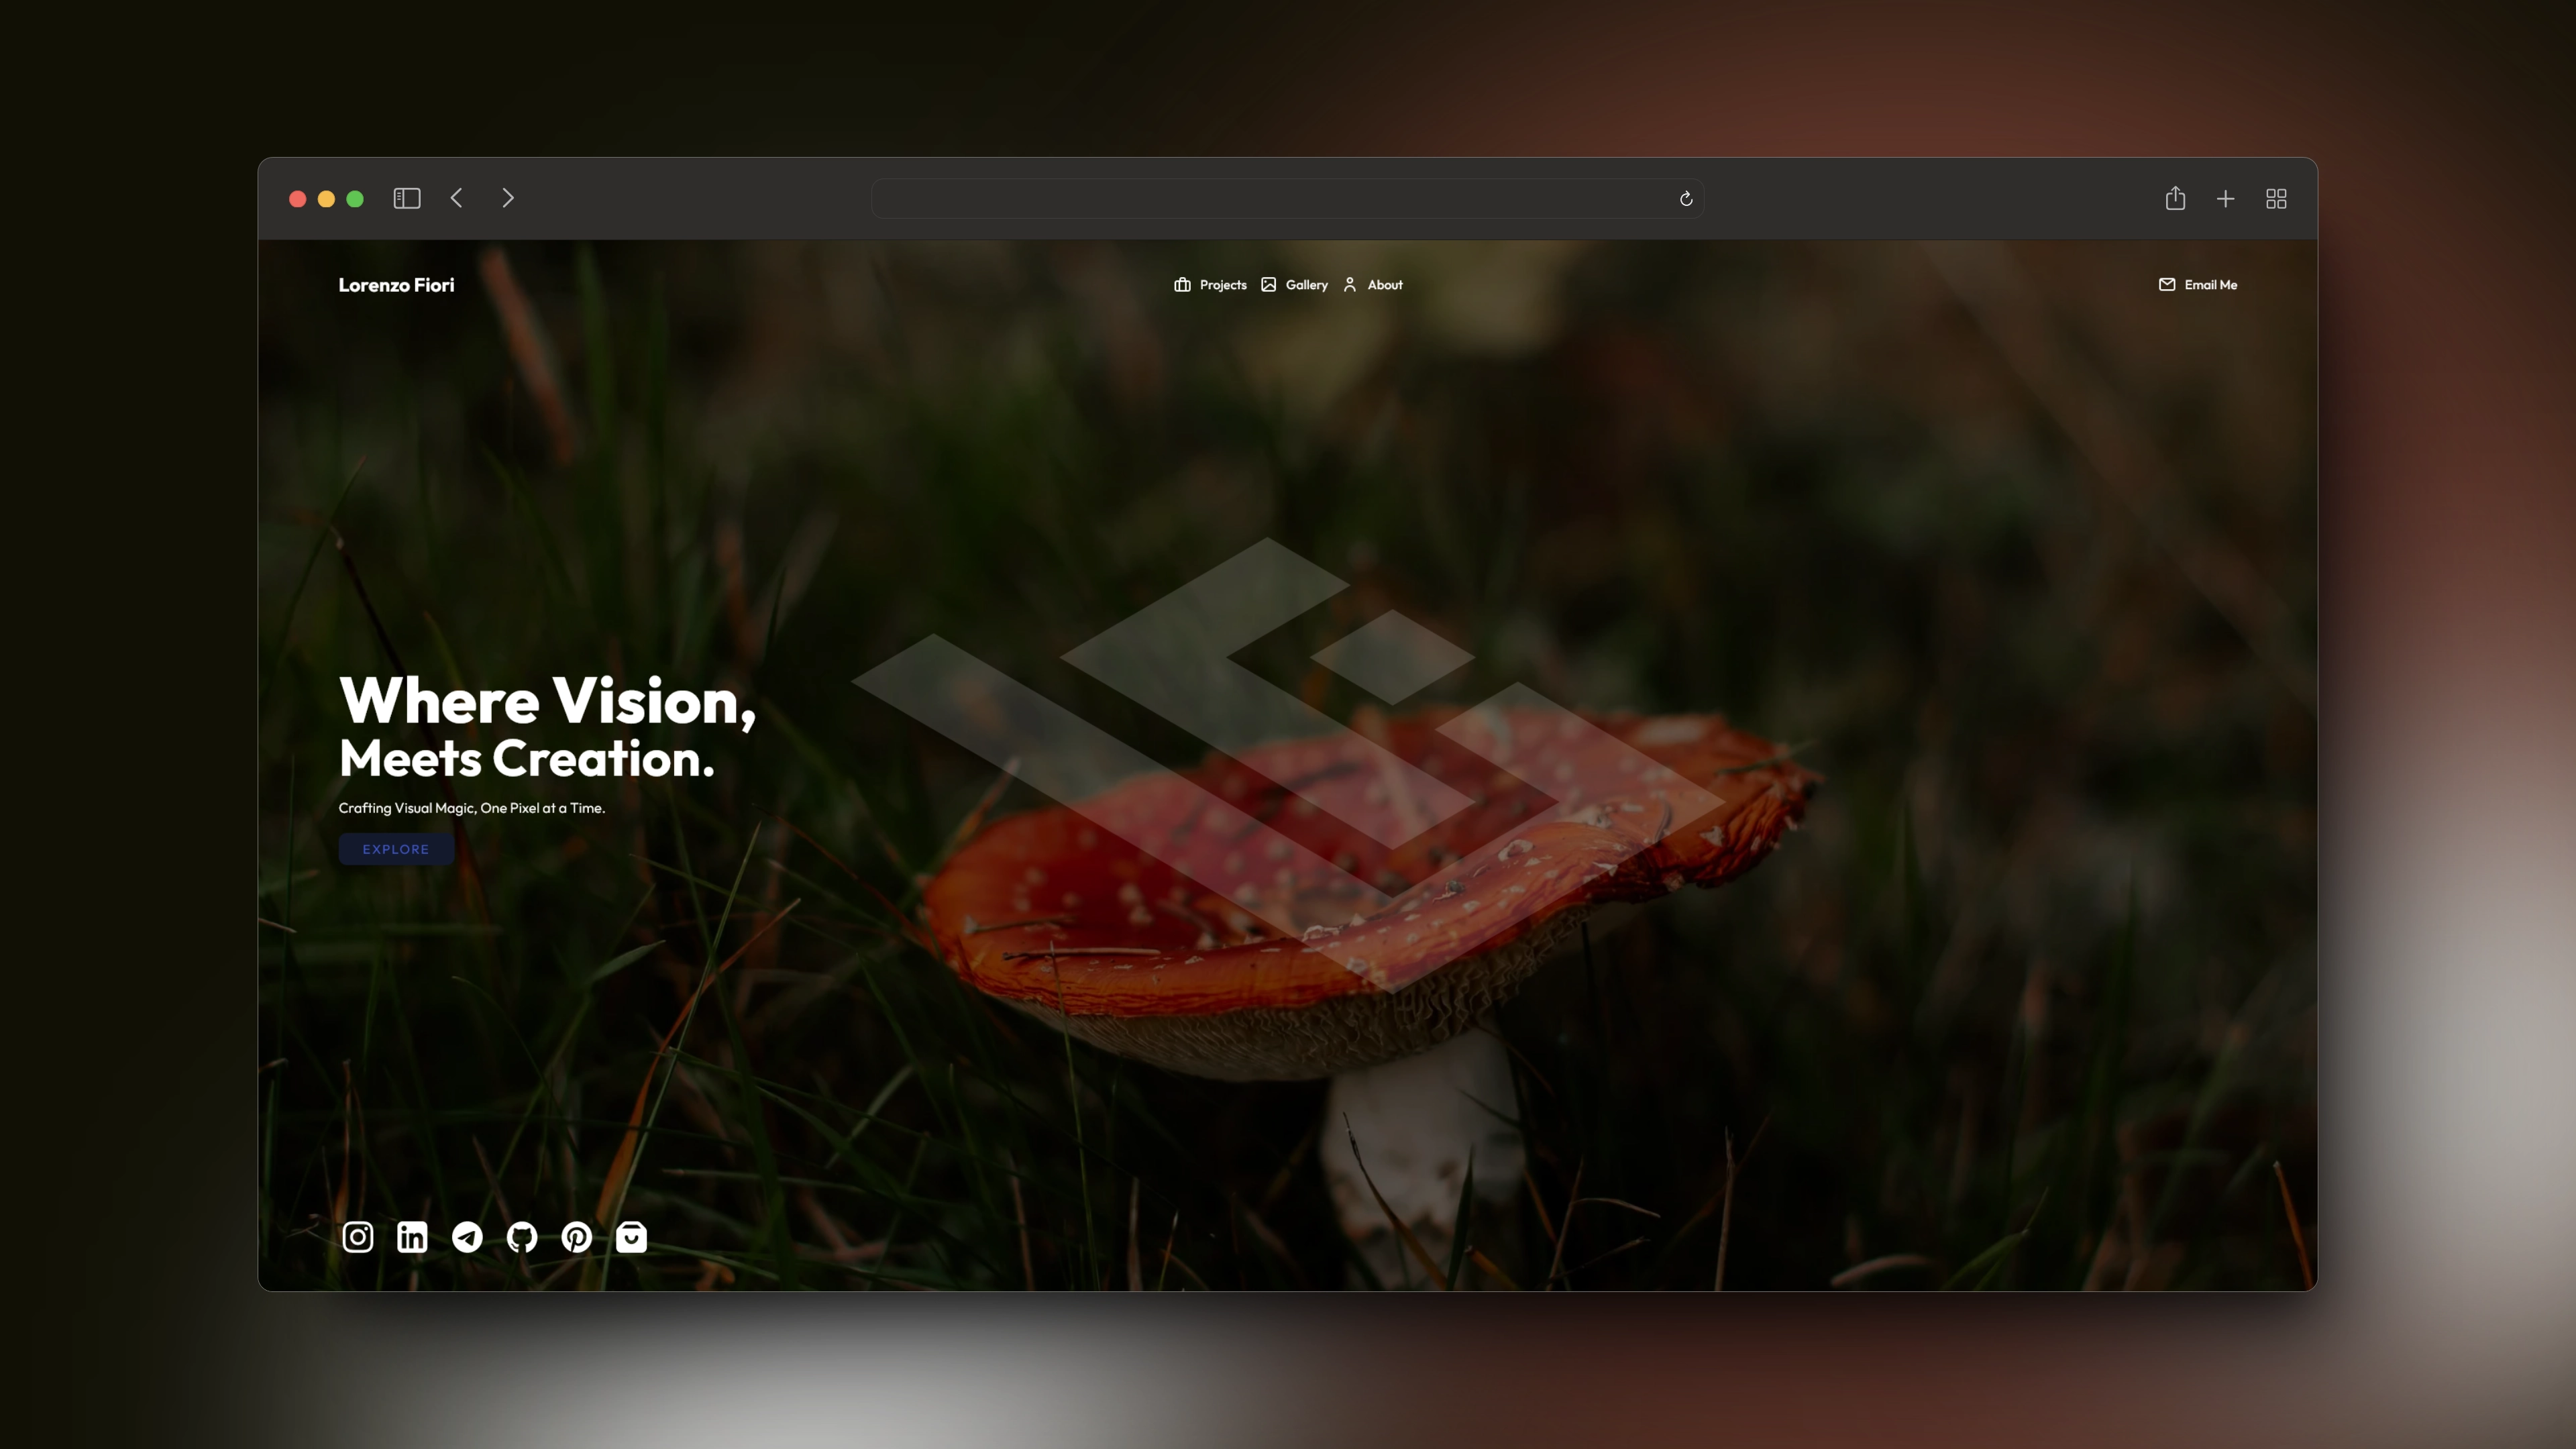 Lorenzo Fiori
Projects
Gallery
About
Email Me
Where Vision,
Meets Creation.
Crafting Visual Magic, One Pixel at a Time.
EXPLORE
in